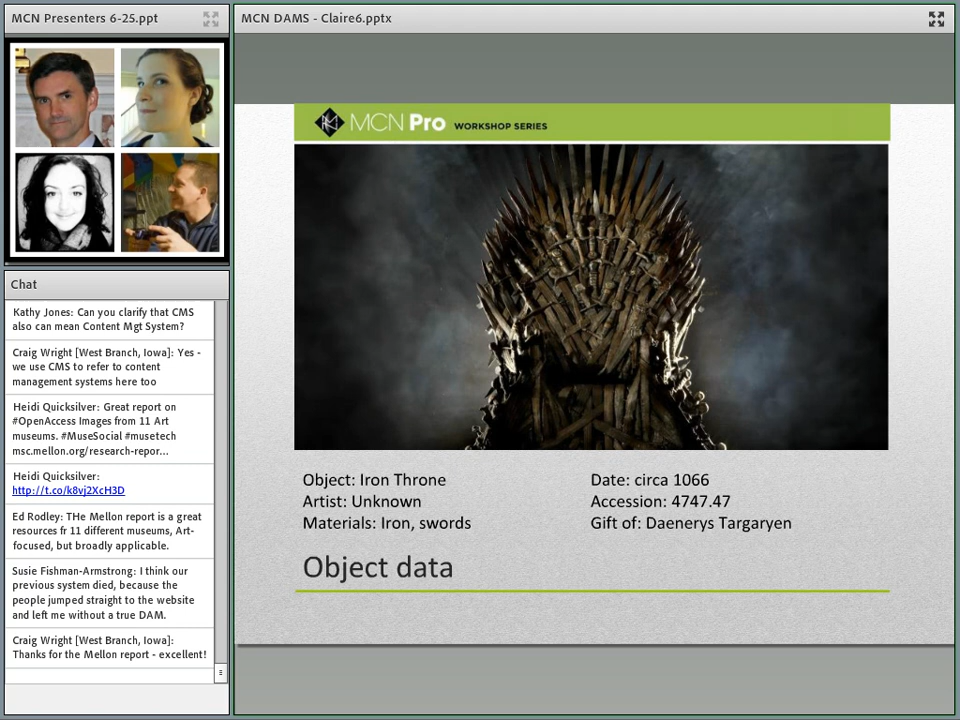 MCN Presenters 6-25.ppt
Chat
Kathy Jones: Can you clarify that CMS
also can mean Content Mgt System?
Craig Wright [West Branch, Iowa]: Yes -
we use CMS to refer to content
management systems here too
Heidi Quicksilver: Great report on
#OpenAccess Images from 11 Art
museums. #MuseSocial #musetech
msc.mellon.org/research-repor...
Heidi Quicksilver:
http://t.co/k8vj2XcH3D
Ed Rodley: THe Mellon report is a great
resources fr 11 different museums, Art-
focused, but broadly applicable.
Susie Fishman-Armstrong: I think our
previous system died, because the
people jumped straight to the website
and left me without a true DAM.
Craig Wright [West Branch, Iowa]:
Thanks for the Mellon report - excellent!
MCN DAMS - Claire6.pptx
MCN Pro WORKSHOP SERIES
Object: Iron Throne
Artist: Unknown
Materials: Iron, swords
Date: circa 1066
Accession: 4747.47
Gift of: Daenerys Targaryen
Object data